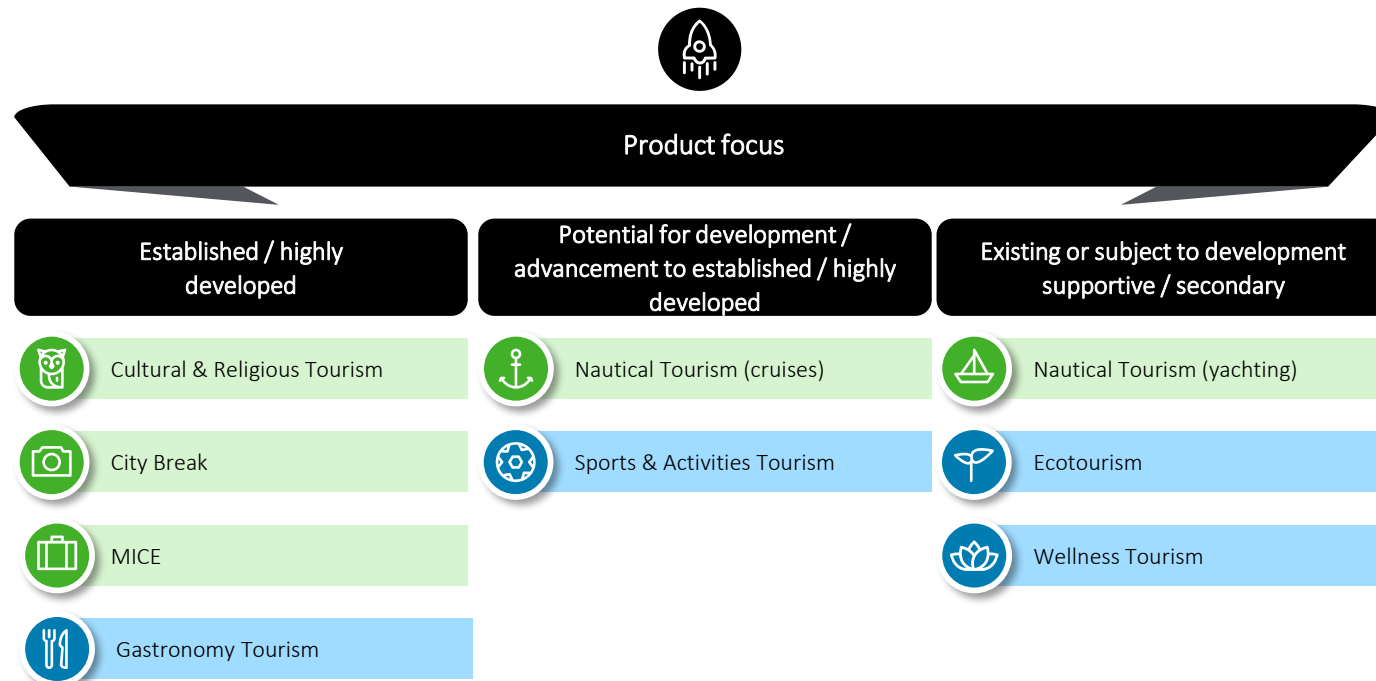 Product focus
Established / highly
developed
Potential for development /
advancement to established / highly
developed
Existing or subject to development
supportive / secondary
Cultural & Religious Tourism
City Break
MICE
Gastronomy Tourism
Nautical Tourism (cruises)
Sports & Activities Tourism
Nautical Tourism (yachting)
Ecotourism
Wellness Tourism